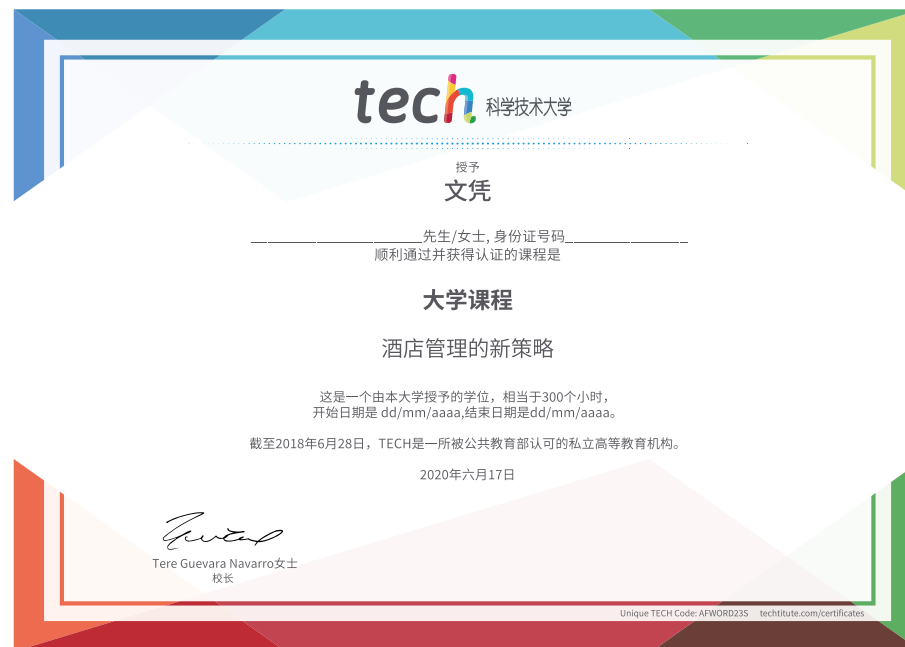 tech 科学技术大学
授予
文凭
________________________先生/女士, 身份证号码_________________
顺利通过并获得认证的课程是
大学课程
酒店管理的新策略
这是一个由本大学授予的学位，相当于300个小时，
开始日期是 dd/mm/aaaa,结束日期是dd/mm/aaaa。
截至2018年6月28日，TECH是一所被公共教育部认可的私立高等教育机构。
2020年六月17日
Tere Guevara Navarro女士
校长
Unique TECH Code: AFWORD23S techtitute.com/certificates